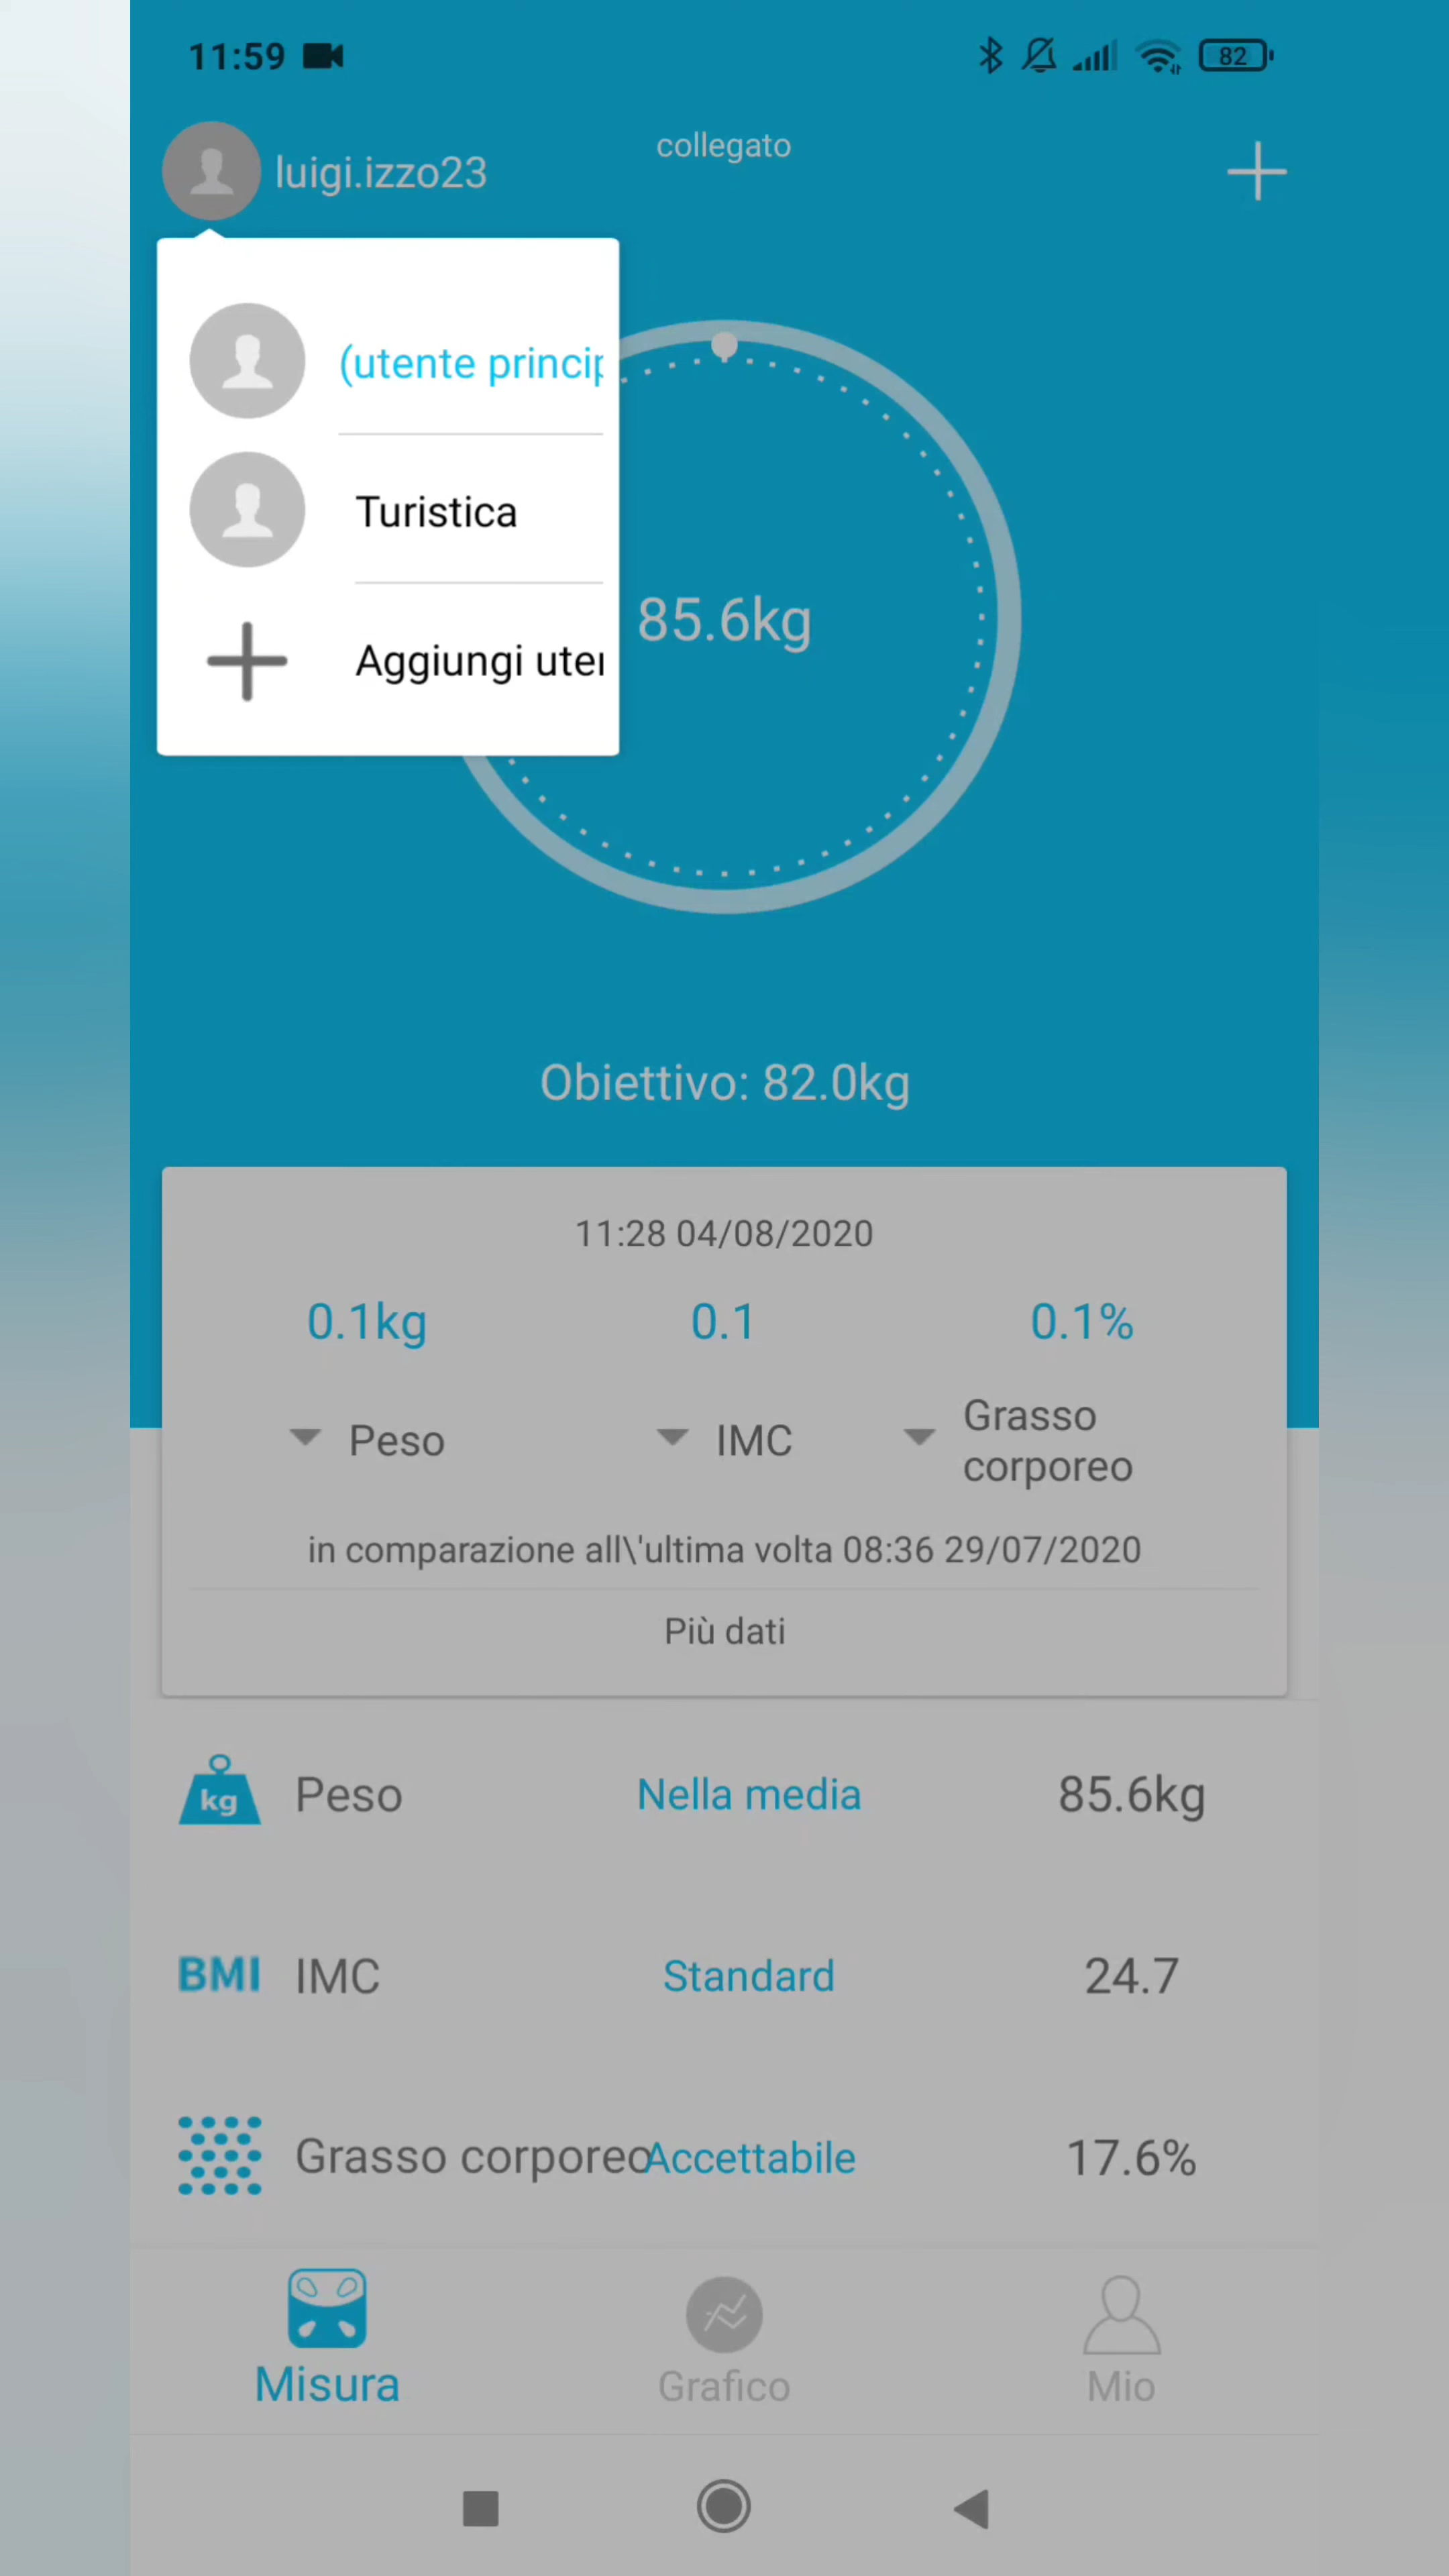 11:59
82
luigi.izzo23
collegato
(utente princip
Turistica
Aggiungi uter
85.6kg
Obiettivo: 82.0kg
11:28 04/08/2020
0.1kg 0.1 0.1%
Peso IMC Grasso corporeo
in comparazione all\'ultima volta 08:36 29/07/2020
Più dati
kg Peso Nella media 85.6kg
BMI IMC Standard 24.7
Grasso corporeo Accettabile 17.6%
Misura Grafico Mio